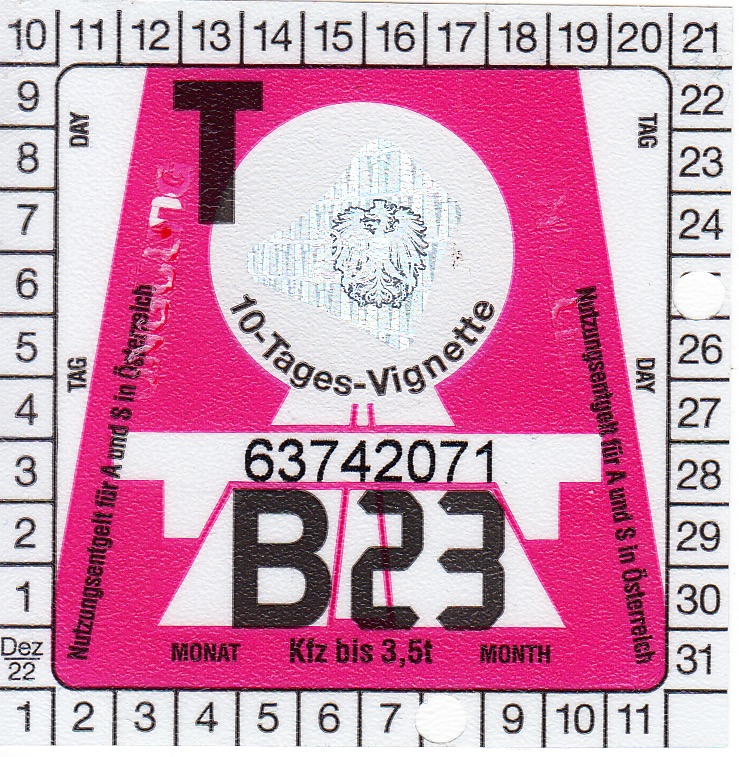 10 11 12 13 14 15 16 17 18 19 20 21
9
8
7
6
5
4
3
2
1
Dez
22
22
23
24
26
27
28
29
30
31
DAY
TAG
TAG
DAY
T
10-Tages-Vignette
Nutzungsentgelt für A und S in Österreich
Nutzungsentgelt für A und S in Österreich
63742071
B23
MONAT Kfz bis 3,5t MONTH
1 2 3 4 5 6 7 9 10 11